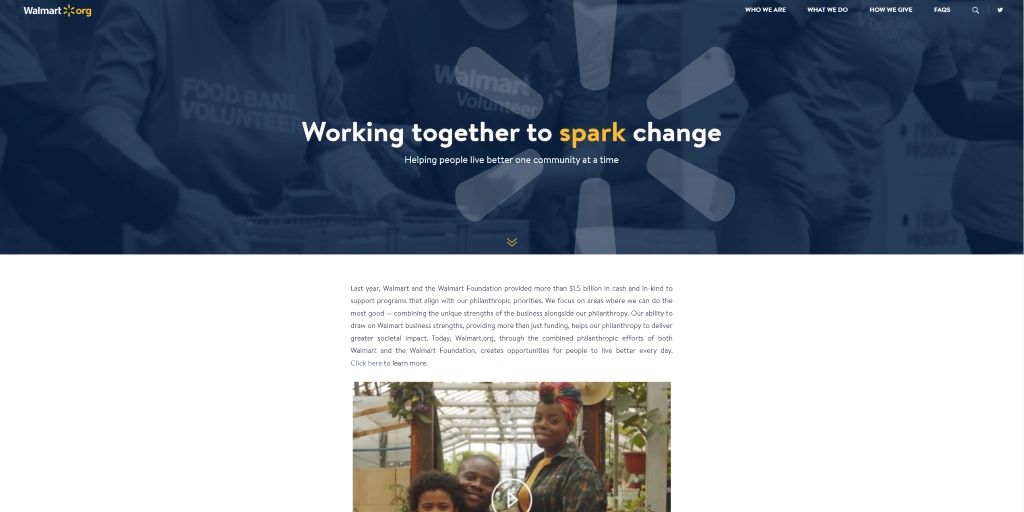 Walmart org
WHO WE ARE
WHAT WE DO
HOW WE GIVE
FAQS
FOOD BANK
VOLUNTEER
Walmart
Volunteer
Working together to spark change
Helping people live better one community at a time
FRESH
PRODUCE
Last year, Walmart and the Walmart Foundation provided more than $1.5 billion in cash and in-kind to
support programs that align with our philanthropic priorities. We focus on areas where we can do the
most good — combining the unique strengths of the business alongside our philanthropy. Our ability to
draw on Walmart business strengths, providing more than just funding, helps our philanthropy to deliver
greater societal impact. Today, Walmart.org, through the combined philanthropic efforts of both
Walmart and the Walmart Foundation, creates opportunities for people to live better every day.
Click here to learn more.